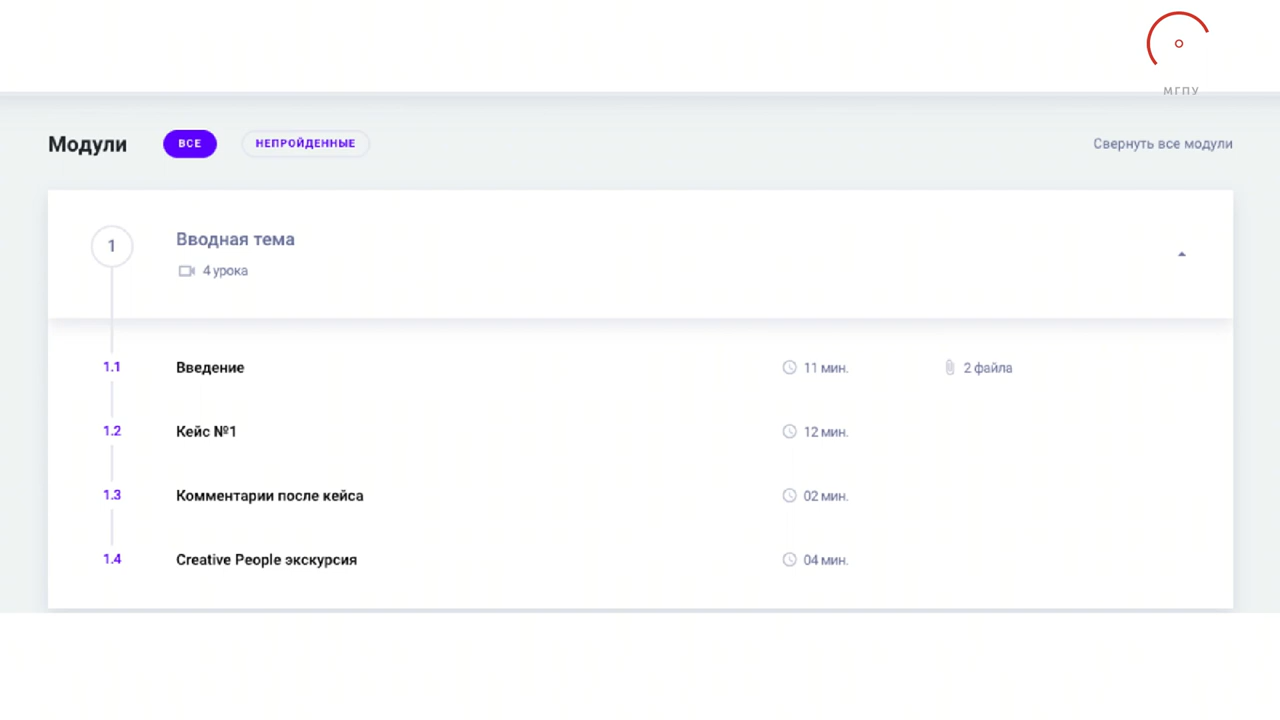 МГПУ
Модули ВСЕ НЕПРОЙДЕННЫЕ Свернуть все модули
1 Вводная тема
4 урока
1.1 Введение 11 мин. 2 файла
1.2 Кейс №1 12 мин.
1.3 Комментарии после кейса 02 мин.
1.4 Creative People экскурсия 04 мин.